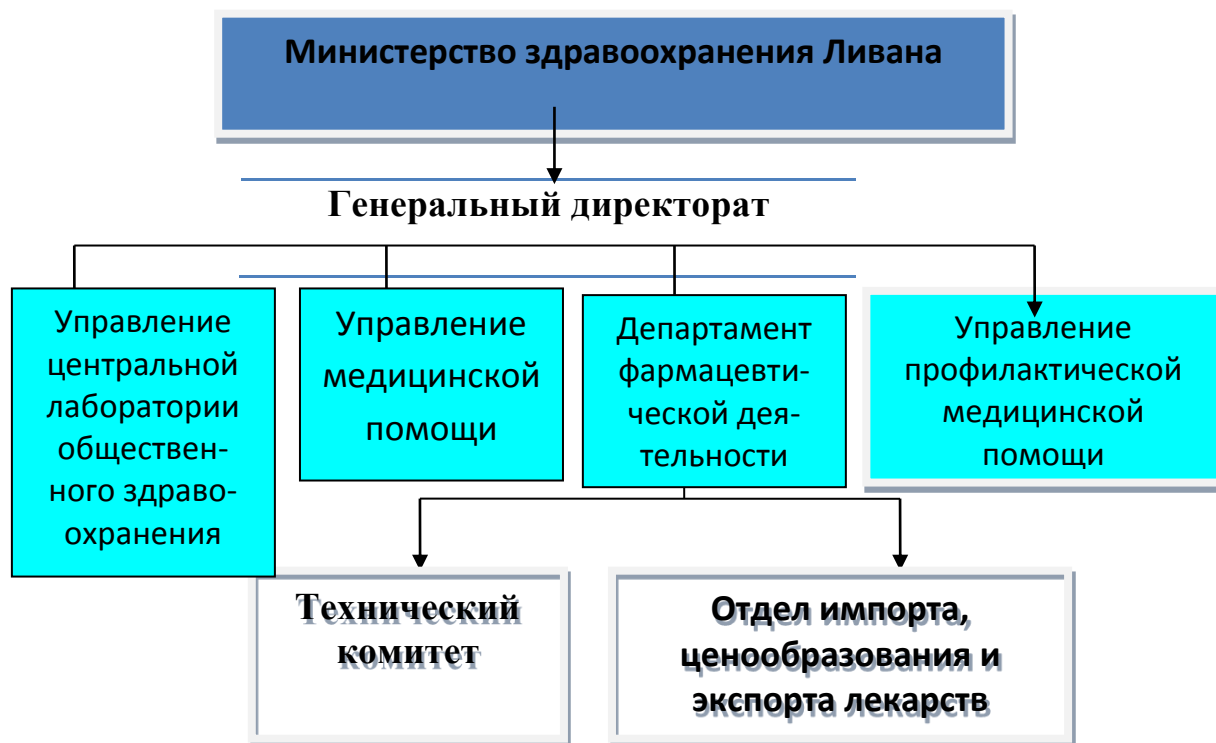 Министерство здравоохранения Ливана
Генеральный директорат
Управление
центральной
лаборатории
обществен-
ного здраво-
охранения
Управление
медицинской
помощи
Департамент
фармацевти-
ческой дея-
тельности
Управление
профилактической
медицинской
помощи
Технический
комитет
Отдел импорта,
ценообразования и
экспорта лекарств